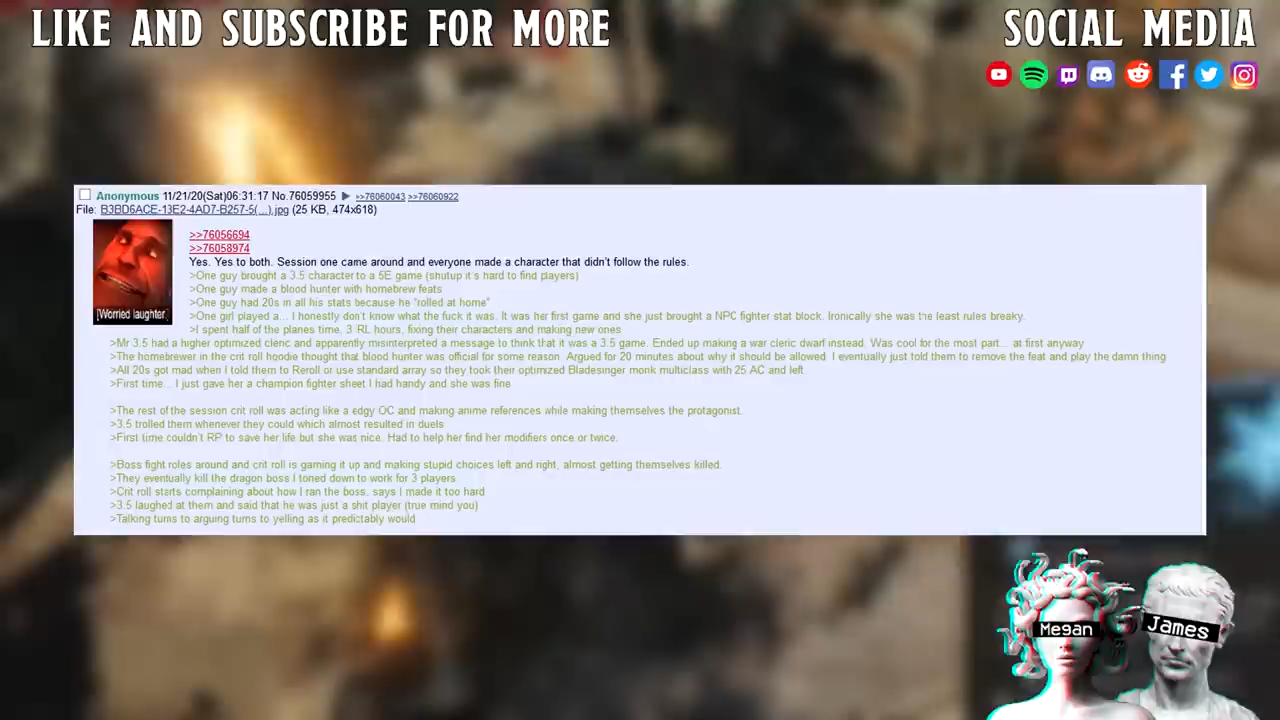 LIKE AND SUBSCRIBE FOR MORE
SOCIAL MEDIA
Anonymous 11/21/20(Sat)06:31:17 No.76059955 ▶ >>76060043 >>76060922
File: B3BD6ACE-13E2-4AD7-B257-5(...).jpg (25 KB, 474x618)
[Worried laughter]
>>76056694
>>76058974
Yes. Yes to both. Session one came around and everyone made a character that didn't follow the rules.
>One guy brought a 3.5 character to a 5E game (shutup it's hard to find players)
>One guy made a blood hunter with homebrew feats
>One guy had 20s in all his stats because he "rolled at home"
>One girl played a... I honestly don't know what the fuck it was. It was her first game and she just brought a NPC fighter stat block. Ironically she was the least rules breaky.
>I spent half of the planes time, 3 RL hours, fixing their characters and making new ones
>Mr 3.5 had a higher optimized cleric and apparently misinterpreted a message to think that it was a 3.5 game. Ended up making a war cleric dwarf instead. Was cool for the most part... at first anyway
>The homebrewer in the crit roll hoodie thought that blood hunter was official for some reason. Argued for 20 minutes about why it should be allowed. I eventually just told them to remove the feat and play the damn thing
>All 20s got mad when I told them to Reroll or use standard array so they took their optimized Bladesinger monk multiclass with 25 AC and left
>First time... I just gave her a champion fighter sheet I had handy and she was fine
>The rest of the session crit roll was acting like a edgy OC and making anime references while making themselves the protagonist.
>3.5 trolled them whenever they could which almost resulted in duels
>First time couldn't RP to save her life but she was nice. Had to help her find her modifiers once or twice.
>Boss fight roles around and crit roll is gaming it up and making stupid choices left and right, almost getting themselves killed.
>They eventually kill the dragon boss I toned down to work for 3 players
>Crit roll starts complaining about how I ran the boss, says I made it too hard
>3.5 laughed at them and said that he was just a shit player (true mind you)
>Talking turns to arguing turns to yelling as it predictably would
Megan
James